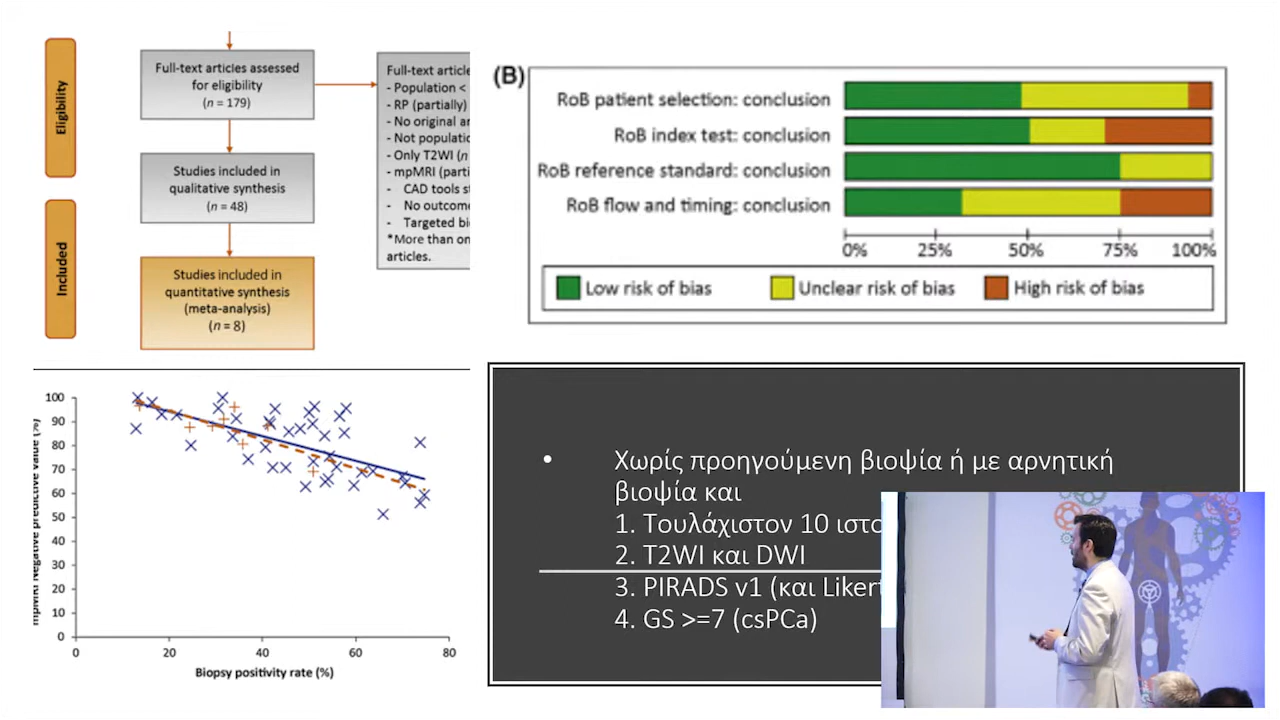 Eligibility
Full-text articles assessed
for eligibility
(n = 179)
Studies included in
qualitative synthesis
(n = 48)
Included
Studies included in
quantitative synthesis
(meta-analysis)
(n = 8)
Full-text article
- Population <
- RP (partially)
- No original ar
- Not populatio
- Only T2WI (n
- mpMRI (parti
- CAD tools st
- No outcome
- Targeted bi
*More than on
articles.
(B)
RoB patient selection: conclusion
RoB index test: conclusion
RoB reference standard: conclusion
RoB flow and timing: conclusion
0% 25% 50% 75% 100%
Low risk of bias Unclear risk of bias High risk of bias
mpMRI Negative predictive value (%)
100
90
80
70
60
50
40
30
20
10
0
0 20 40 60 80
Biopsy positivity rate (%)
• Χωρίς προηγούμενη βιοψία ή με αρνητική
βιοψία και
1. Τουλάχιστον 10 ιστο
2. T2WI και DWI
3. PIRADS v1 (και Likert
4. GS >=7 (csPCa)